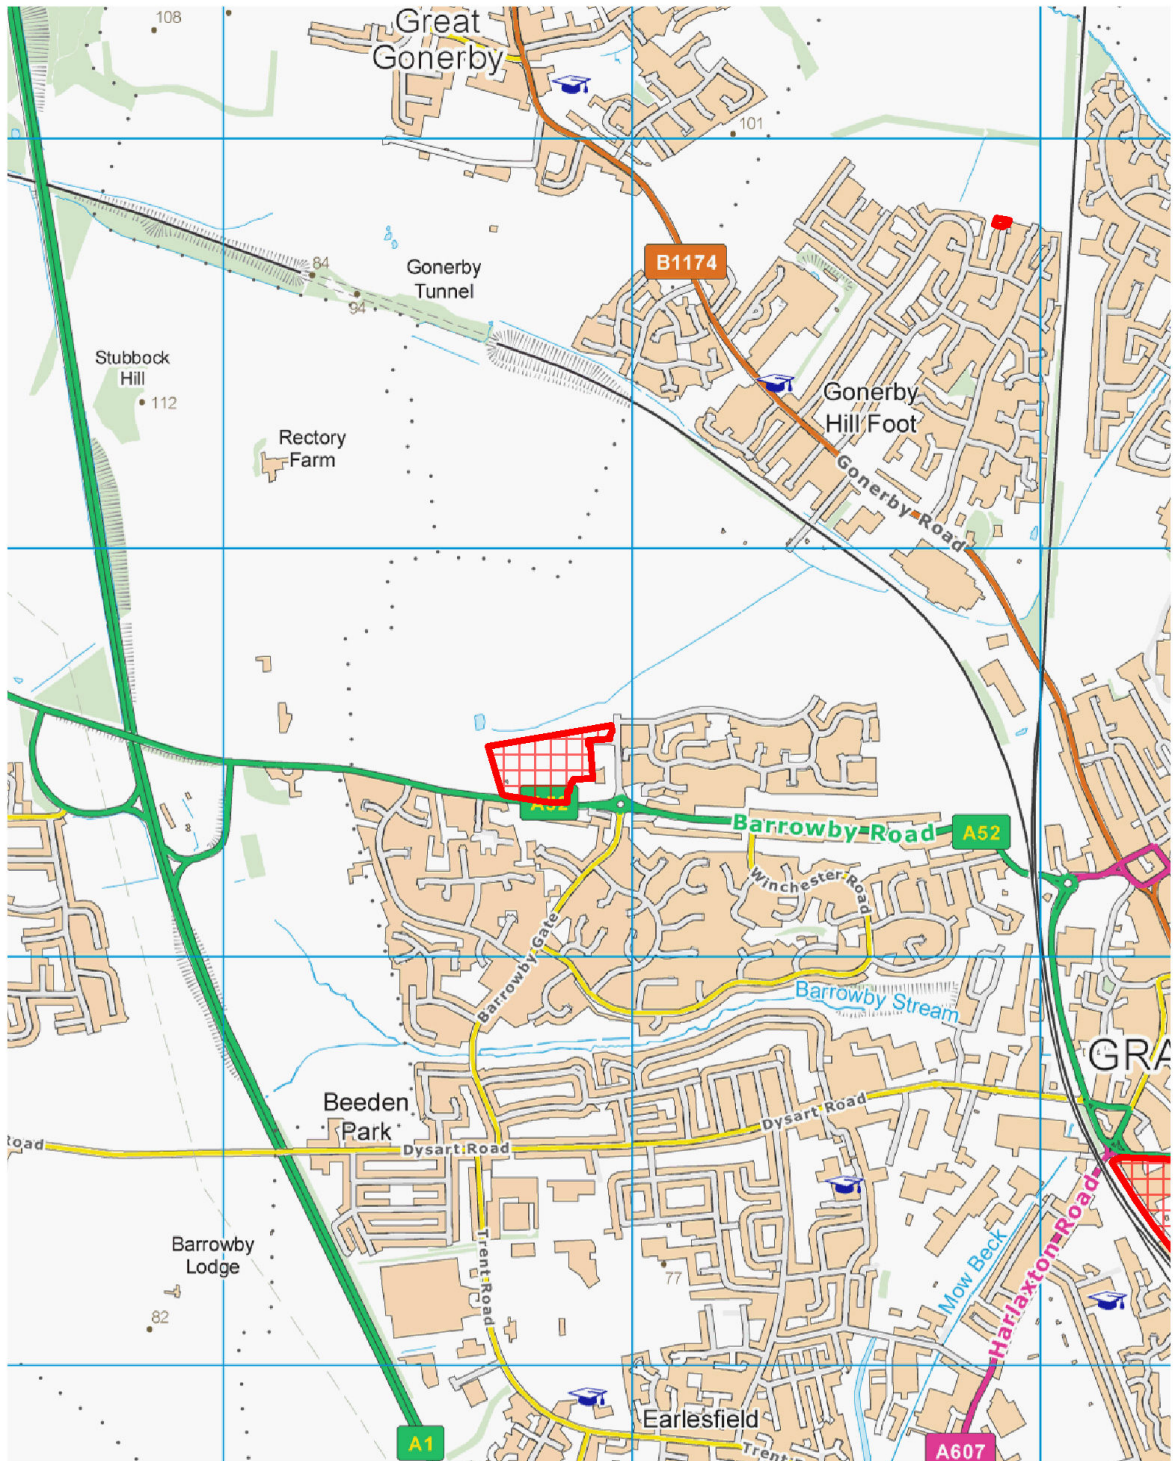 108
Great
Gonerby
101
B1174
84
Gonerby
Tunnel
94
Stubbock
Hill
112
Gonerby
Hill Foot
Rectory
Farm
Gonerby Road
A52
Barrowby Road
A52
Winchester Road
Barrowby Gate
Barrowby Stream
GRA
Beeden
Park
Dysart Road
Road
Dysart Road
Harlaxton Road
Mow Beck
Barrowby
Lodge
Trent Road
77
82
Earlesfield
A1
Trent
A607